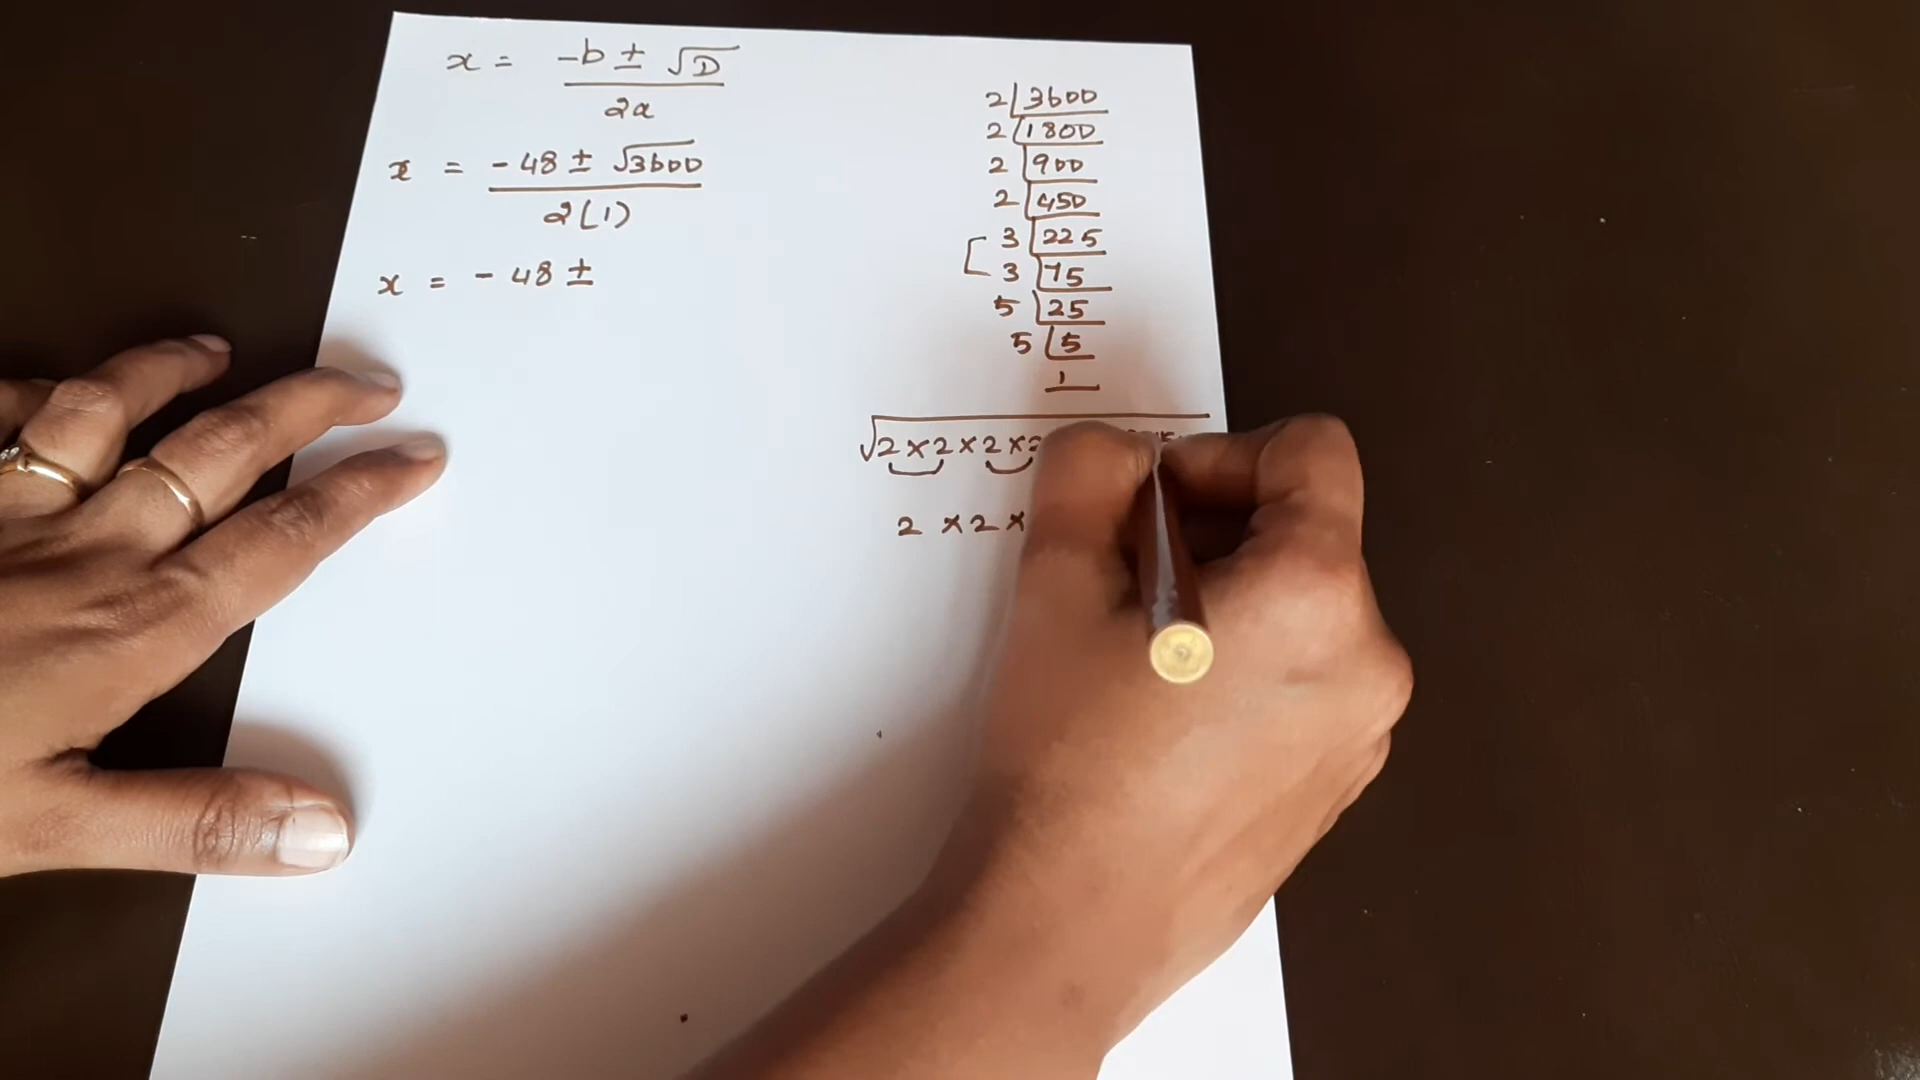 x = -b ± √D
2a
x = -48 ± √3600
2(1)
x = -48 ±
2 3600
2 1800
2 900
2 450
3 225
3 75
5 25
5 5
1
√2 × 2 × 2 × 2
2 × 2 ×